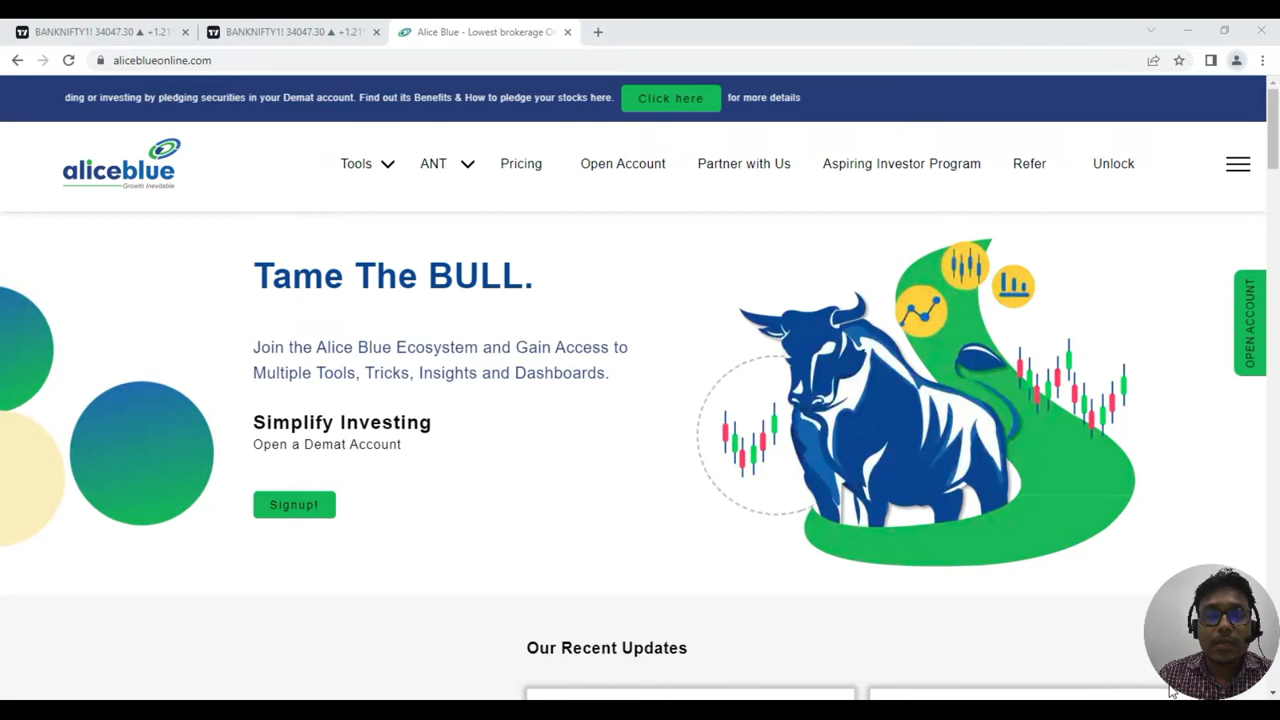 BANKNIFTY1! 34047.30 ▲ +1.21%
BANKNIFTY1! 34047.30 ▲ +1.21%
Alice Blue - Lowest brokerage O
aliceblueonline.com
ding or investing by pledging securities in your Demat account. Find out its Benefits & How to pledge your stocks here.
Click here
for more details
aliceblue
Growth Inevitable
Tools
ANT
Pricing
Open Account
Partner with Us
Aspiring Investor Program
Refer
Unlock
Tame The BULL.
Join the Alice Blue Ecosystem and Gain Access to
Multiple Tools, Tricks, Insights and Dashboards.
Simplify Investing
Open a Demat Account
Signup!
OPEN ACCOUNT
Our Recent Updates